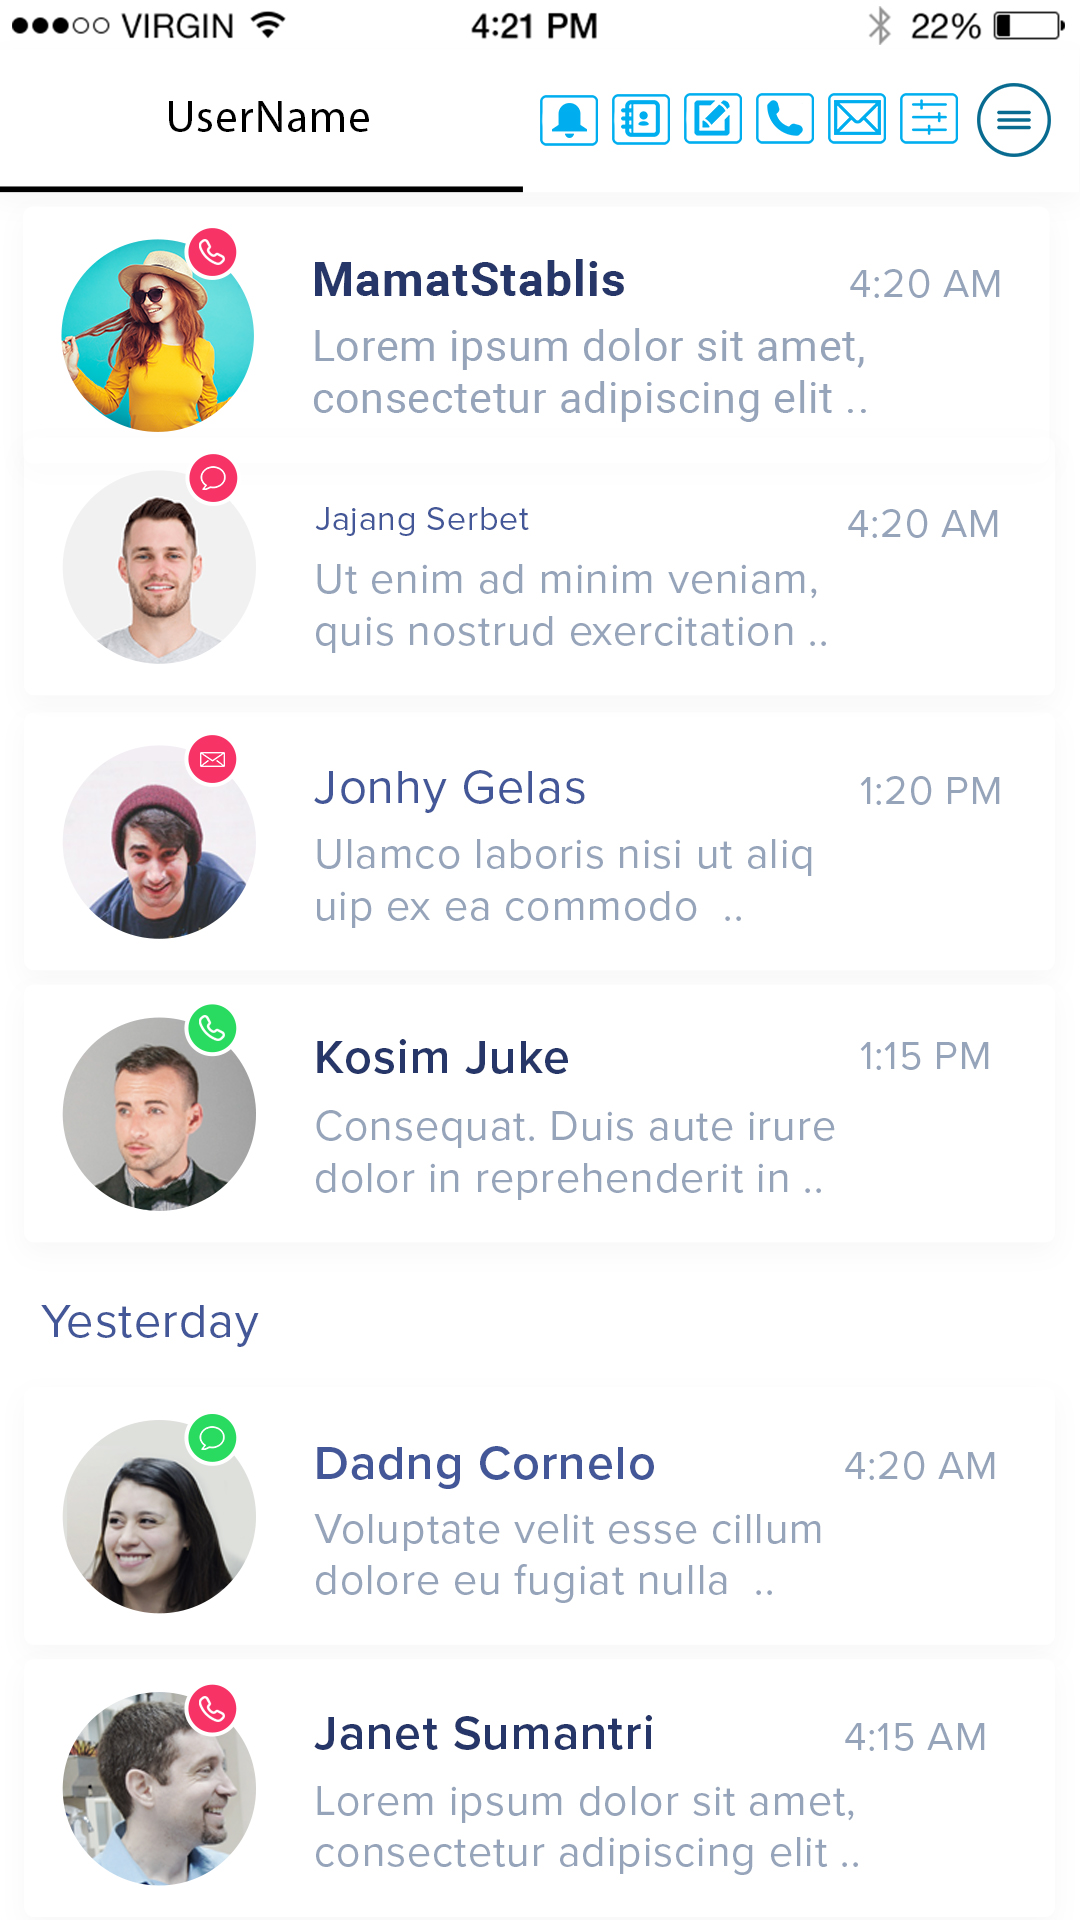 VIRGIN 4:21 PM 22%
UserName
MamatStablis 4:20 AM
Lorem ipsum dolor sit amet,
consectetur adipiscing elit ..
Jajang Serbet 4:20 AM
Ut enim ad minim veniam,
quis nostrud exercitation ..
Jonhy Gelas 1:20 PM
Ulamco laboris nisi ut aliq
uip ex ea commodo  ..
Kosim Juke 1:15 PM
Consequat. Duis aute irure
dolor in reprehenderit in ..
Yesterday
Dadng Cornelo 4:20 AM
Voluptate velit esse cillum
dolore eu fugiat nulla  ..
Janet Sumantri 4:15 AM
Lorem ipsum dolor sit amet,
consectetur adipiscing elit ..